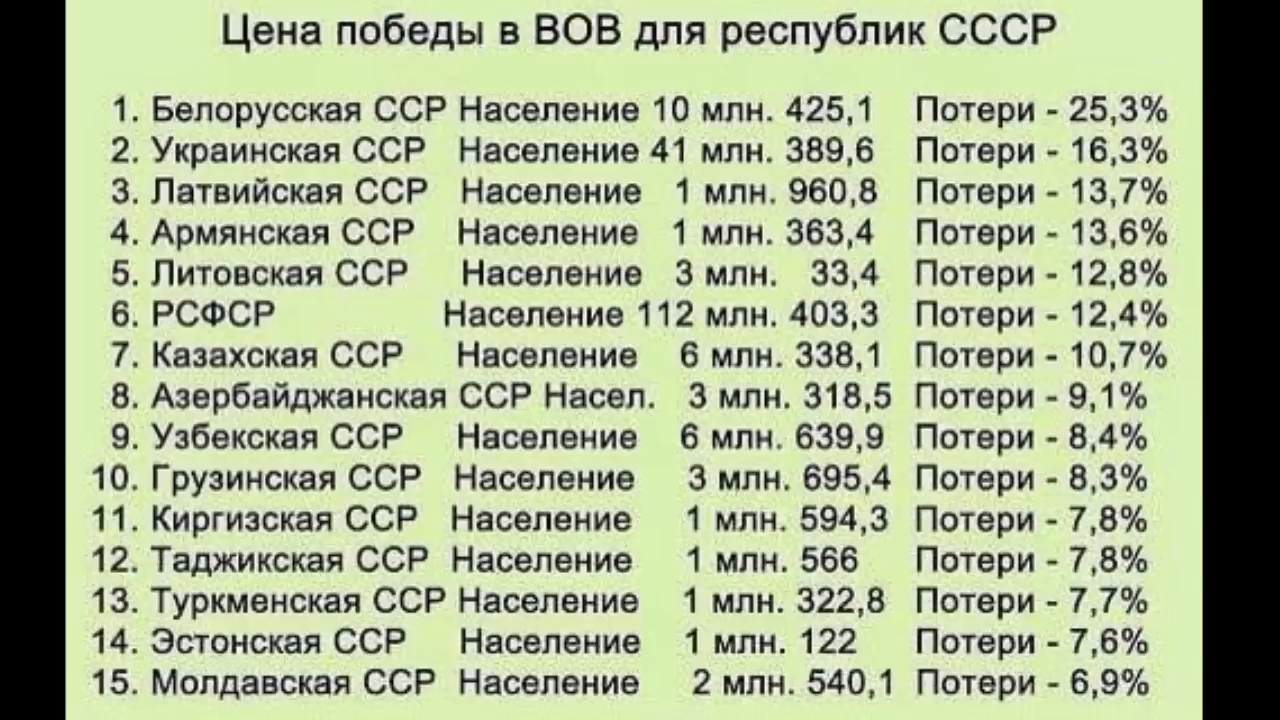 Цена победы в ВОВ для республик СССР
1. Белорусская ССР Население 10 млн. 425,1 Потери - 25,3%
2. Украинская ССР Население 41 млн. 389,6 Потери - 16,3%
3. Латвийская ССР Население 1 млн. 960,8 Потери - 13,7%
4. Армянская ССР Население 1 млн. 363,4 Потери - 13,6%
5. Литовская ССР Население 3 млн. 33,4 Потери - 12,8%
6. РСФСР Население 112 млн. 403,3 Потери - 12,4%
7. Казахская ССР Население 6 млн. 338,1 Потери - 10,7%
8. Азербайджанская ССР Насел. 3 млн. 318,5 Потери - 9,1%
9. Узбекская ССР Население 6 млн. 639,9 Потери - 8,4%
10. Грузинская ССР Население 3 млн. 695,4 Потери - 8,3%
11. Киргизская ССР Население 1 млн. 594,3 Потери - 7,8%
12. Таджикская ССР Население 1 млн. 566 Потери - 7,8%
13. Туркменская ССР Население 1 млн. 322,8 Потери - 7,7%
14. Эстонская ССР Население 1 млн. 122 Потери - 7,6%
15. Молдавская ССР Население 2 млн. 540,1 Потери - 6,9%